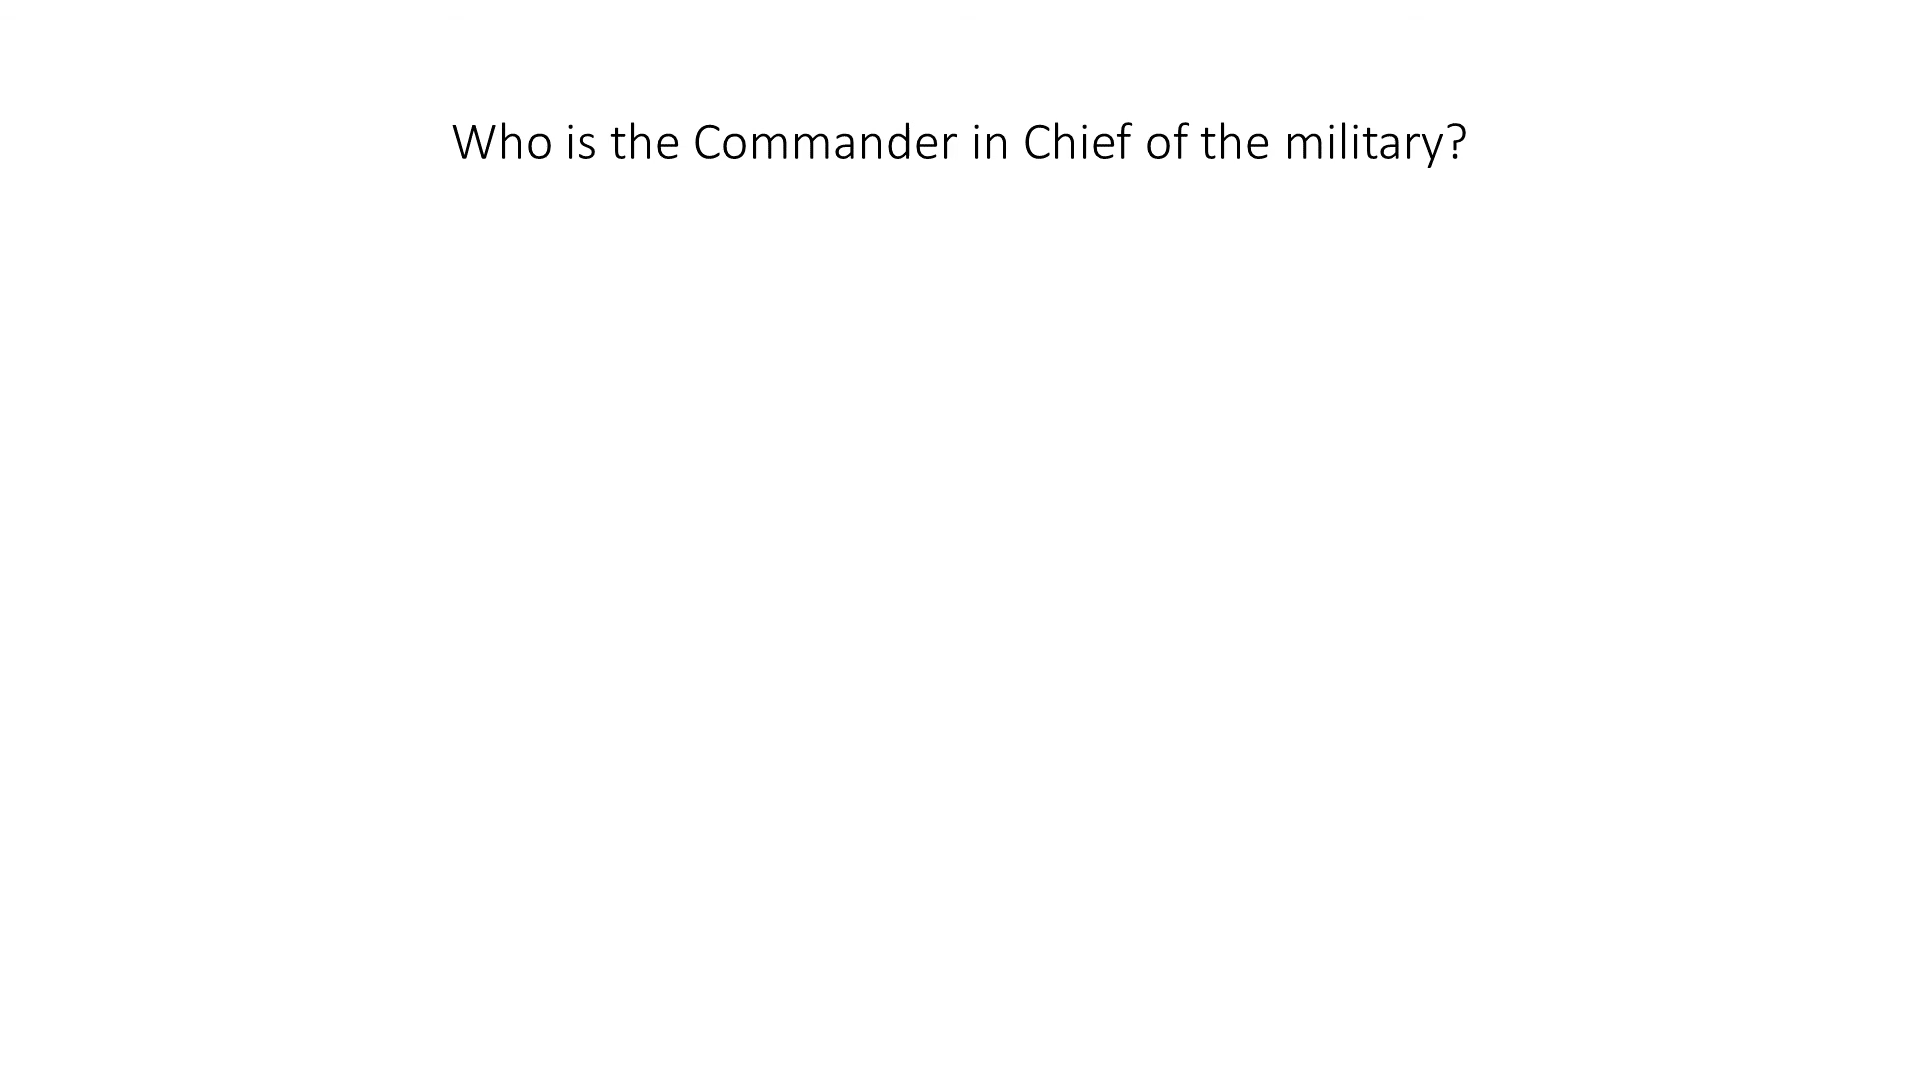 Who is the Commander in Chief of the military?